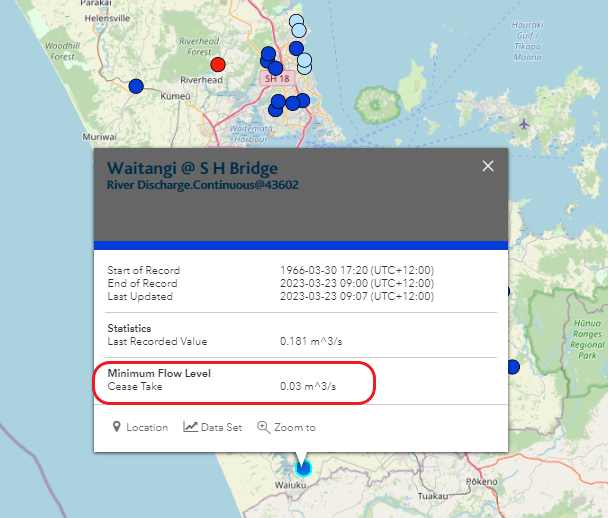 Parakai
Helensville
Woodhill
Forest
Riverhead
Forest
Riverhead
Kumeū
SH 18
Muriwai
Waitematā
Harbour
Hauraki
Gulf/
Tīkapa
Moana
Waitangi @ S H Bridge
River Discharge.Continuous@43602
Start of Record 1966-03-30 17:20 (UTC+12:00)
End of Record 2023-03-23 09:00 (UTC+12:00)
Last Updated 2023-03-23 09:07 (UTC+12:00)
Statistics
Last Recorded Value 0.181 m^3/s
Minimum Flow Level
Cease Take 0.03 m^3/s
Location Data Set Zoom to
Hūnua
Ranges
Regional
Park
Waiuku
Pōkeno
Tuakau